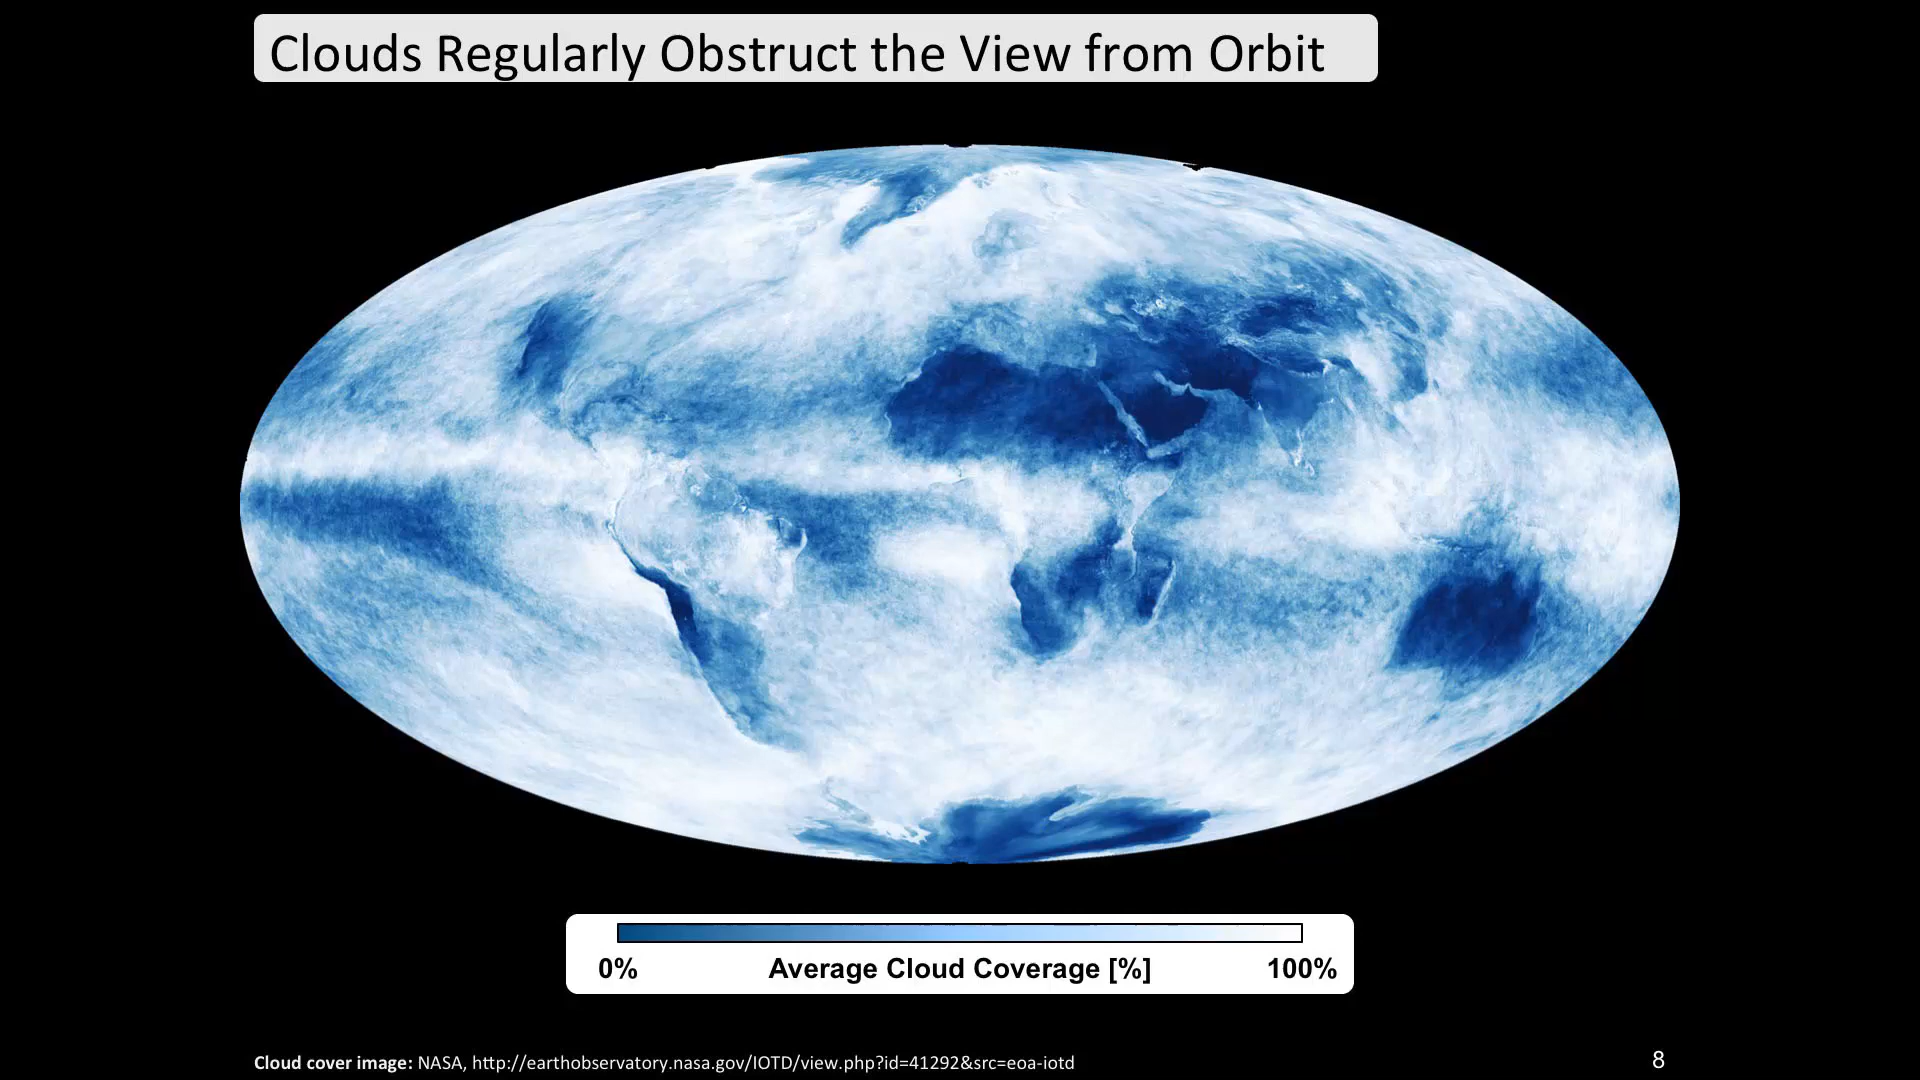 Clouds Regularly Obstruct the View from Orbit
0% Average Cloud Coverage [%] 100%
Cloud cover image: NASA, http://earthobservatory.nasa.gov/IOTD/view.php?id=41292&src=eoa-iotd
8